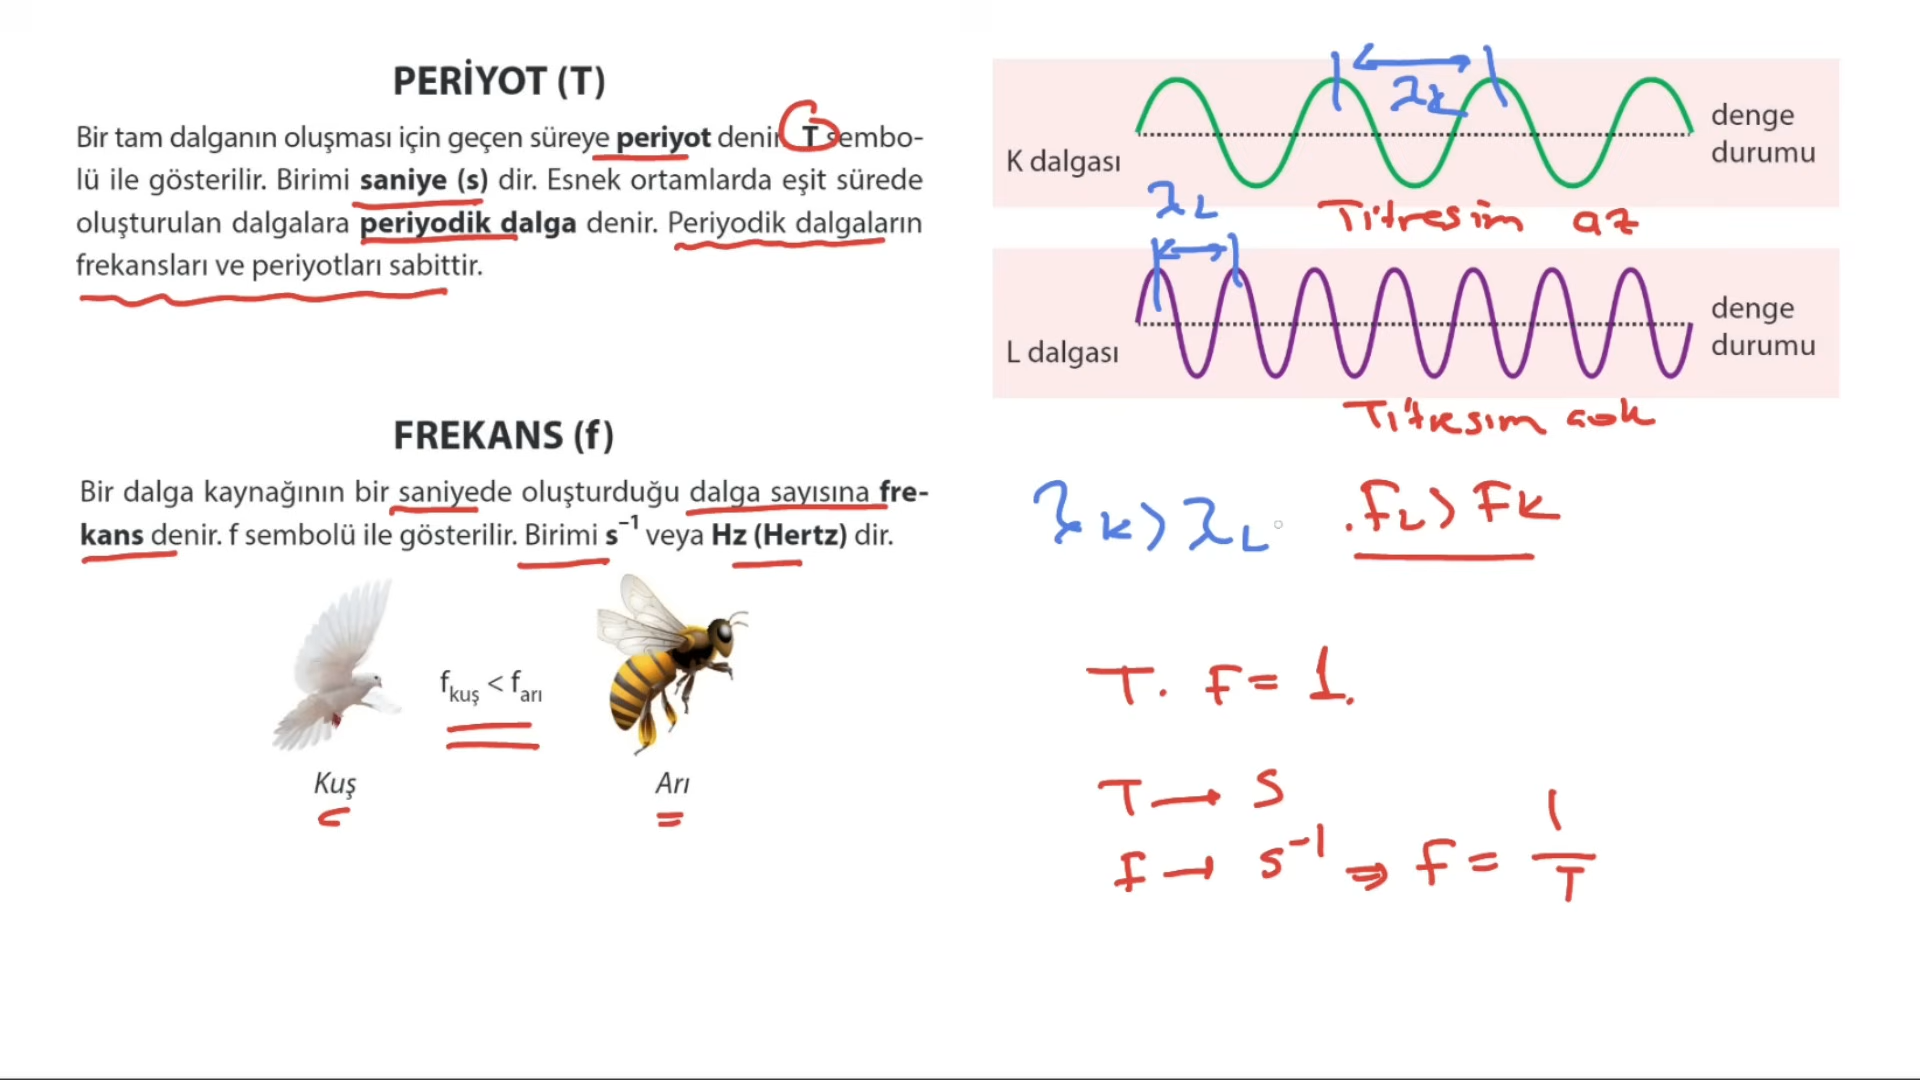 PERİYOT (T)
Bir tam dalganın oluşması için geçen süreye periyot denir. T sembo-
lü ile gösterilir. Birimi saniye (s) dir. Esnek ortamlarda eşit sürede
oluşturulan dalgalara periyodik dalga denir. Periyodik dalgaların
frekansları ve periyotları sabittir.
FREKANS (f)
Bir dalga kaynağının bir saniyede oluşturduğu dalga sayısına fre-
kans denir. f sembolü ile gösterilir. Birimi s⁻¹ veya Hz (Hertz) dir.
f_kuş < f_arı
Kuş
Arı
λK
K dalgası
denge
durumu
Titreşim az
λL
L dalgası
denge
durumu
Titreşim çok
λK > λL
fL > fK
T. f = 1.
T → s
f → s⁻¹ ⇒ f = 1/T